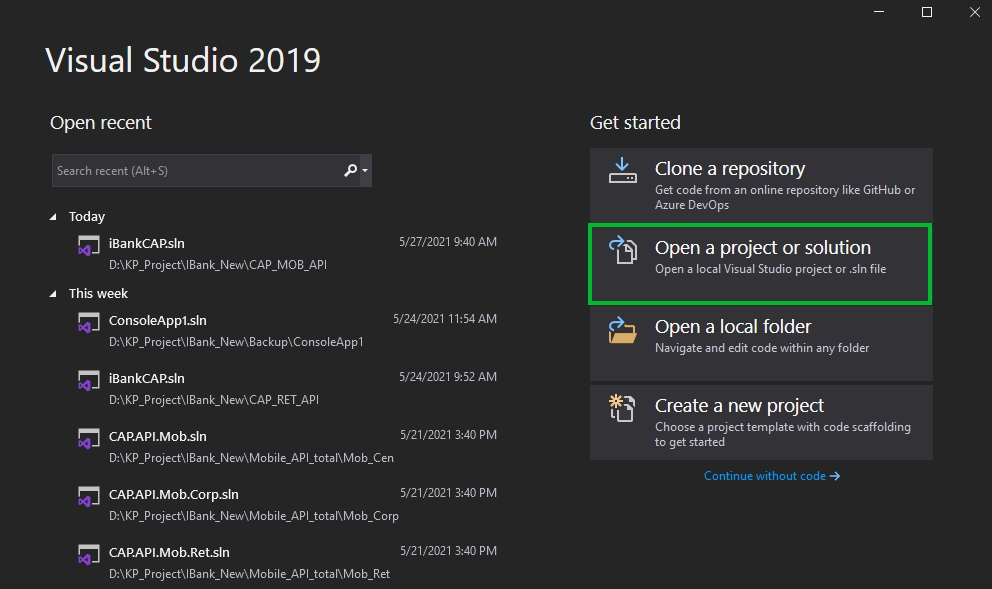 Visual Studio 2019
Open recent
Search recent (Alt+S)
Today
iBankCAP.sln 5/27/2021 9:40 AM
D:\KP_Project\IBank_New\CAP_MOB_API
This week
ConsoleApp1.sln 5/24/2021 11:54 AM
D:\KP_Project\IBank_New\Backup\ConsoleApp1
iBankCAP.sln 5/24/2021 9:52 AM
D:\KP_Project\IBank_New\CAP_RET_API
CAP.API.Mob.sln 5/21/2021 3:40 PM
D:\KP_Project\IBank_New\Mobile_API_total\Mob_Cen
CAP.API.Mob.Corp.sln 5/21/2021 3:40 PM
D:\KP_Project\IBank_New\Mobile_API_total\Mob_Corp
CAP.API.Mob.Ret.sln 5/21/2021 3:40 PM
D:\KP_Project\IBank_New\Mobile_API_total\Mob_Ret
Get started
Clone a repository
Get code from an online repository like GitHub or
Azure DevOps
Open a project or solution
Open a local Visual Studio project or .sln file
Open a local folder
Navigate and edit code within any folder
Create a new project
Choose a project template with code scaffolding
to get started
Continue without code →